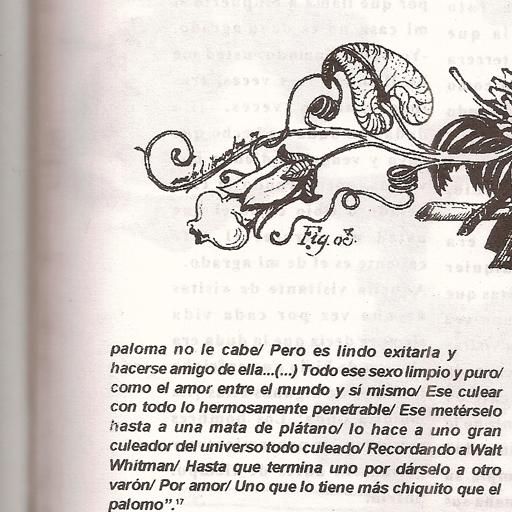 Fig. 03.
paloma no le cabe/ Pero es lindo exitarla y
hacerse amigo de ella...(...) Todo ese sexo limpio y puro/
como el amor entre el mundo y sí mismo/ Ese culear
con todo lo hermosamente penetrable/ Ese metérselo
hasta a una mata de plátano/ lo hace a uno gran
culeador del universo todo culeado/ Recordando a Walt
Whitman/ Hasta que termina uno por dárselo a otro
varón/ Por amor/ Uno que lo tiene más chiquito que el
palomo”.¹⁷